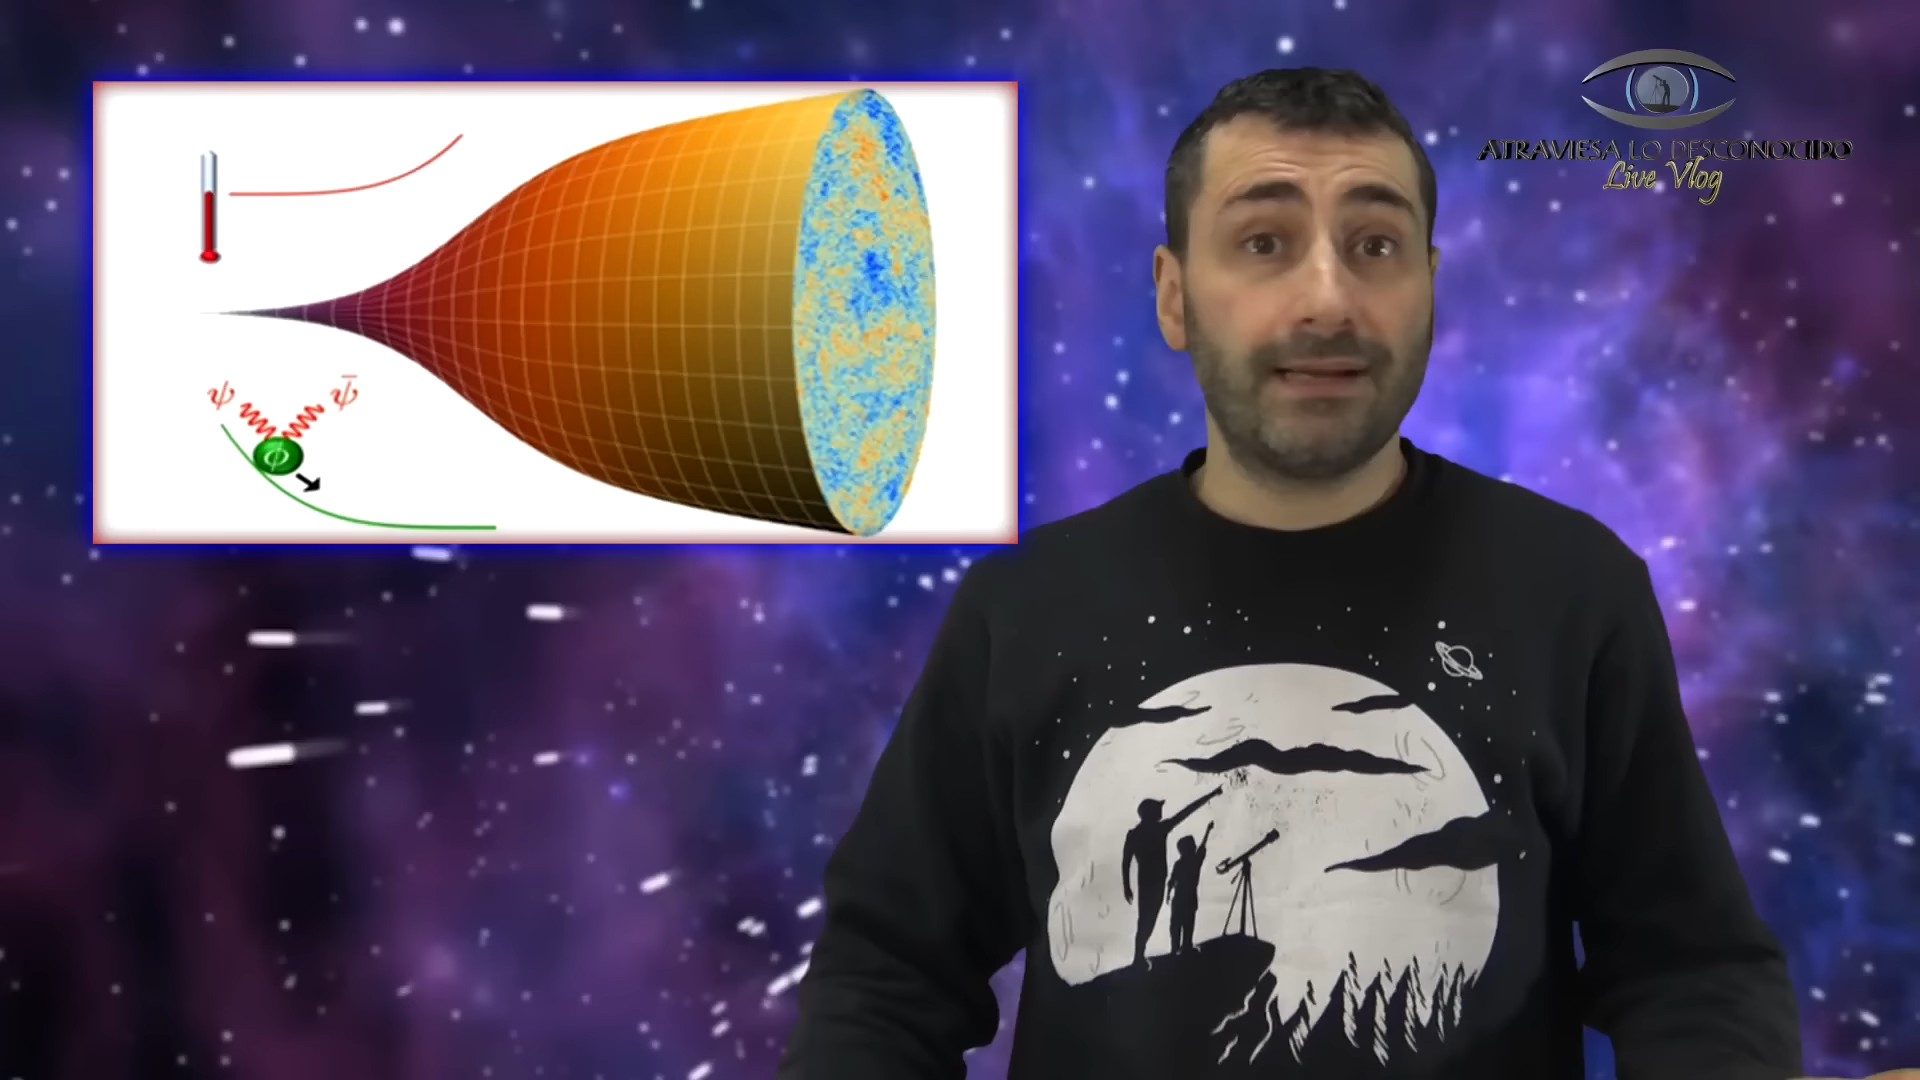 ATRAVIESA LO DESCONOCIDO
Live Vlog
ψ ψ̄
ϕ